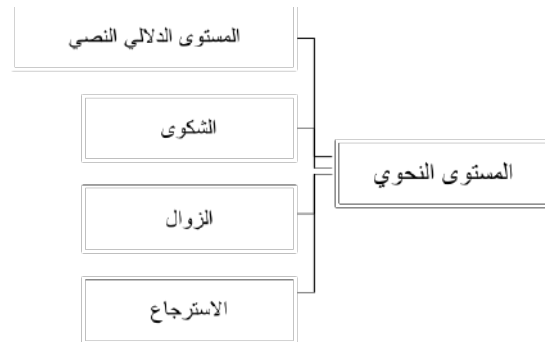 المستوى الدلالي النصي
الشكوى
المستوى النحوي
الزوال
الاسترجاع